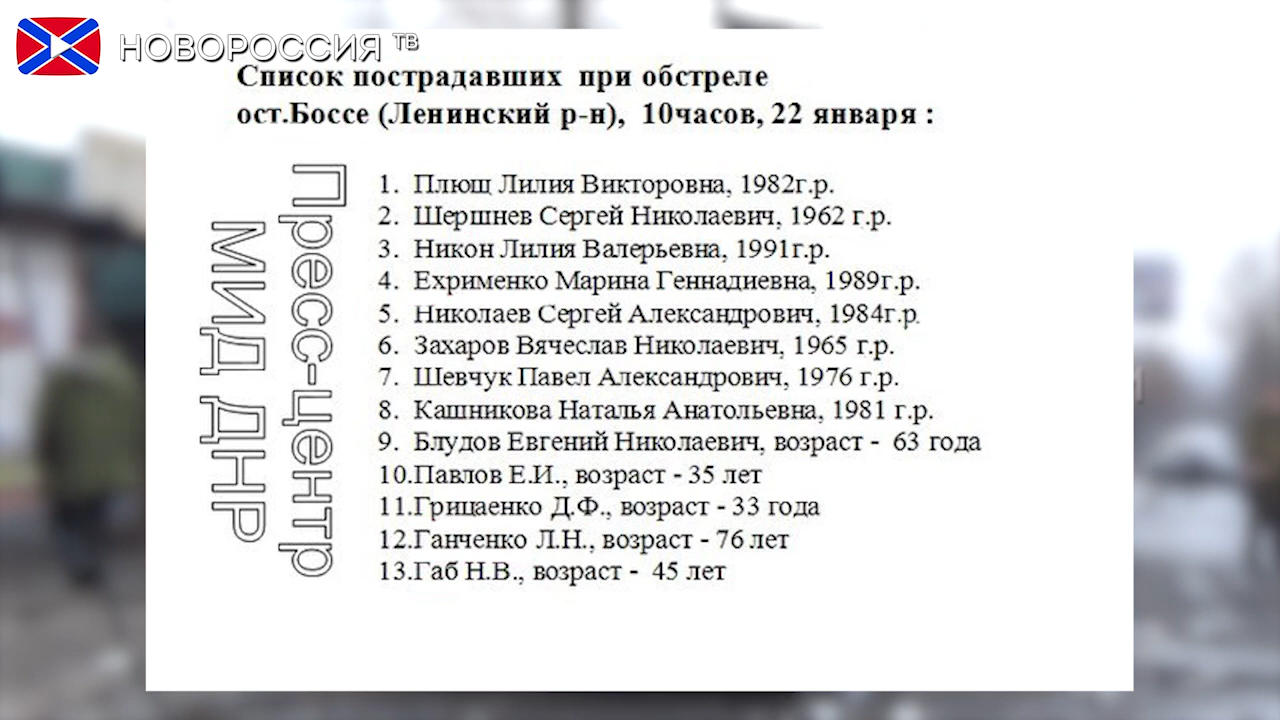 НОВОРОССИЯ ТВ
Список пострадавших при обстреле
ост.Боссе (Ленинский р-н), 10часов, 22 января :
Пресс-центр
МИД ДНР
1. Плющ Лилия Викторовна, 1982г.р.
2. Шершнев Сергей Николаевич, 1962 г.р.
3. Никон Лилия Валерьевна, 1991г.р.
4. Ехрименко Марина Геннадиевна, 1989г.р.
5. Николаев Сергей Александрович, 1984г.р.
6. Захаров Вячеслав Николаевич, 1965 г.р.
7. Шевчук Павел Александрович, 1976 г.р.
8. Кашникова Наталья Анатольевна, 1981 г.р.
9. Блудов Евгений Николаевич, возраст - 63 года
10.Павлов Е.И., возраст - 35 лет
11.Грицаенко Д.Ф., возраст - 33 года
12.Ганченко Л.Н., возраст - 76 лет
13.Габ Н.В., возраст - 45 лет